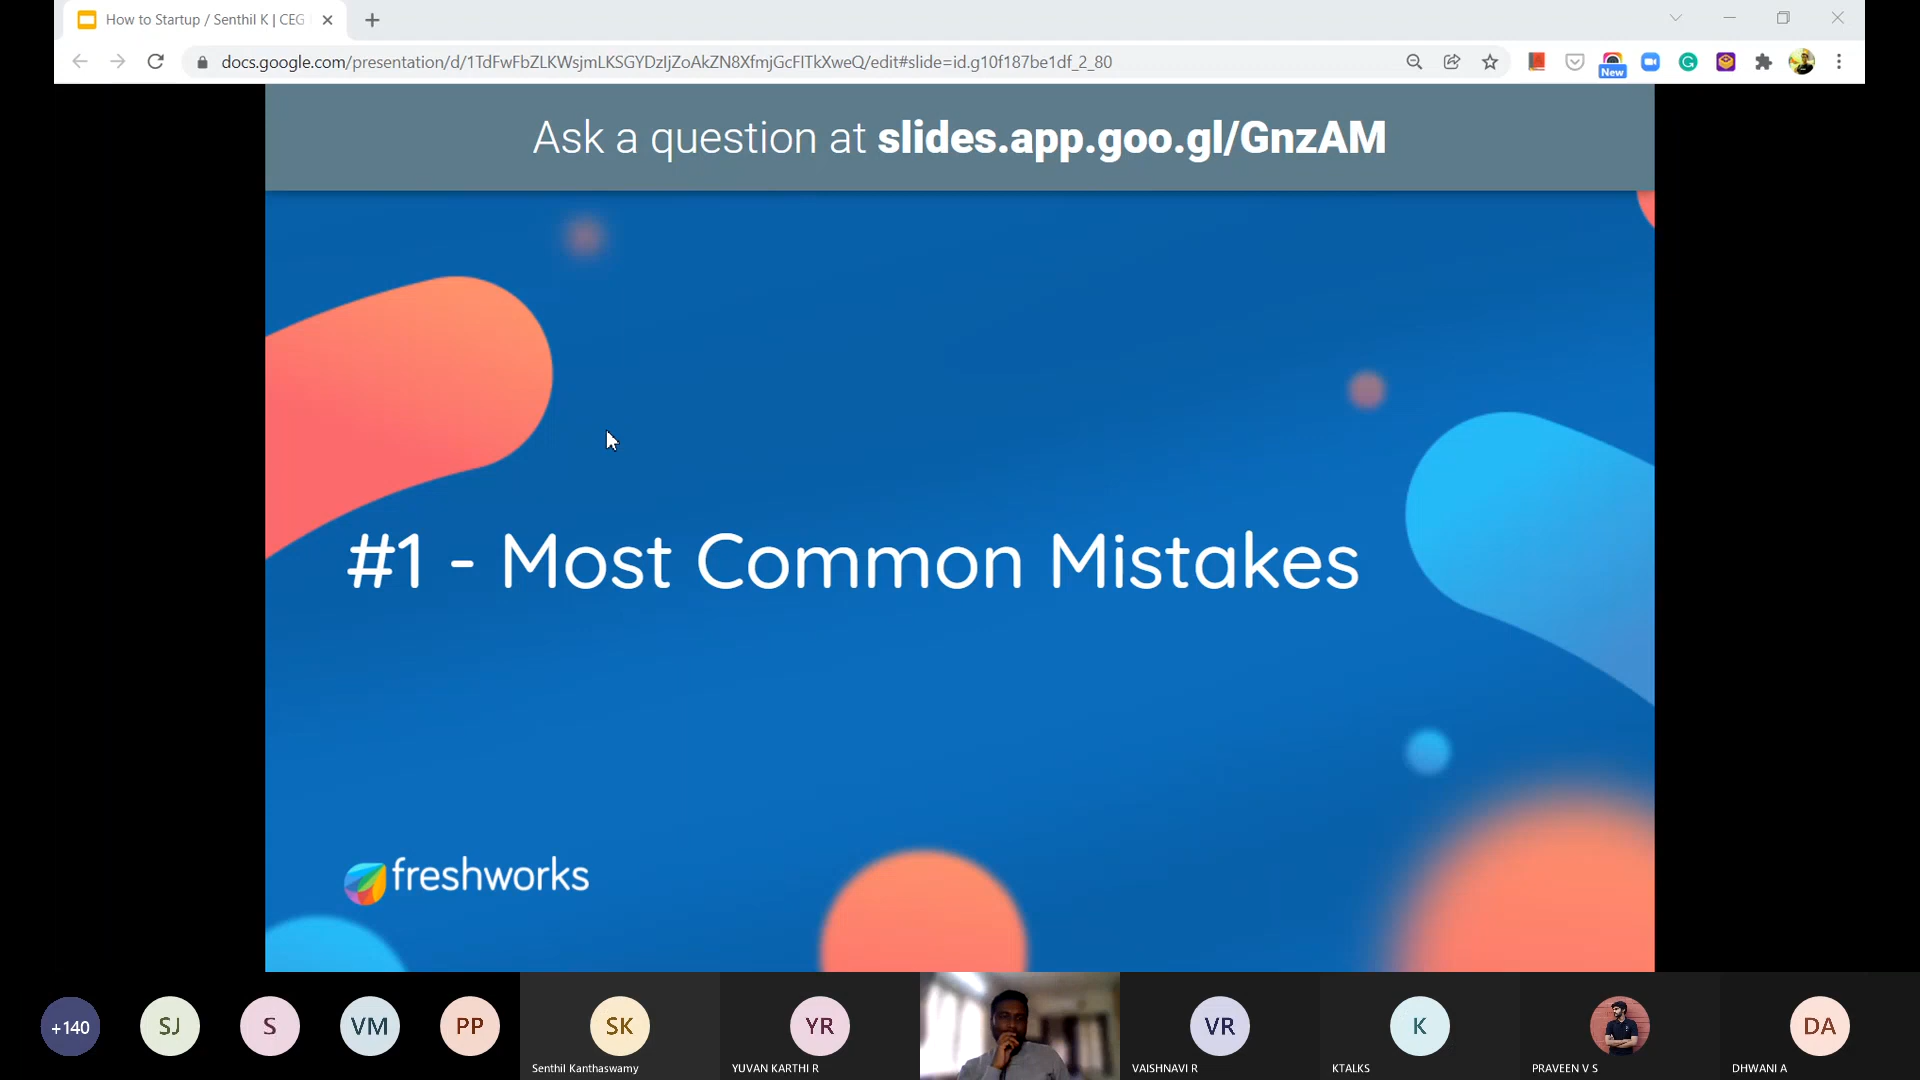 How to Startup / Senthil K | CEG
docs.google.com/presentation/d/1TdFwFbZLKWsjmLKSGYDzIjZoAkZN8XfmjGcFITkXweQ/edit#slide=id.g10f187be1df_2_80
New
Ask a question at slides.app.goo.gl/GnzAM
#1 - Most Common Mistakes
freshworks
+140
SJ
S
VM
PP
SK
YR
VR
K
DA
Senthil Kanthaswamy
YUVAN KARTHI R
VAISHNAVI R
KTALKS
PRAVEEN V S
DHWANI A